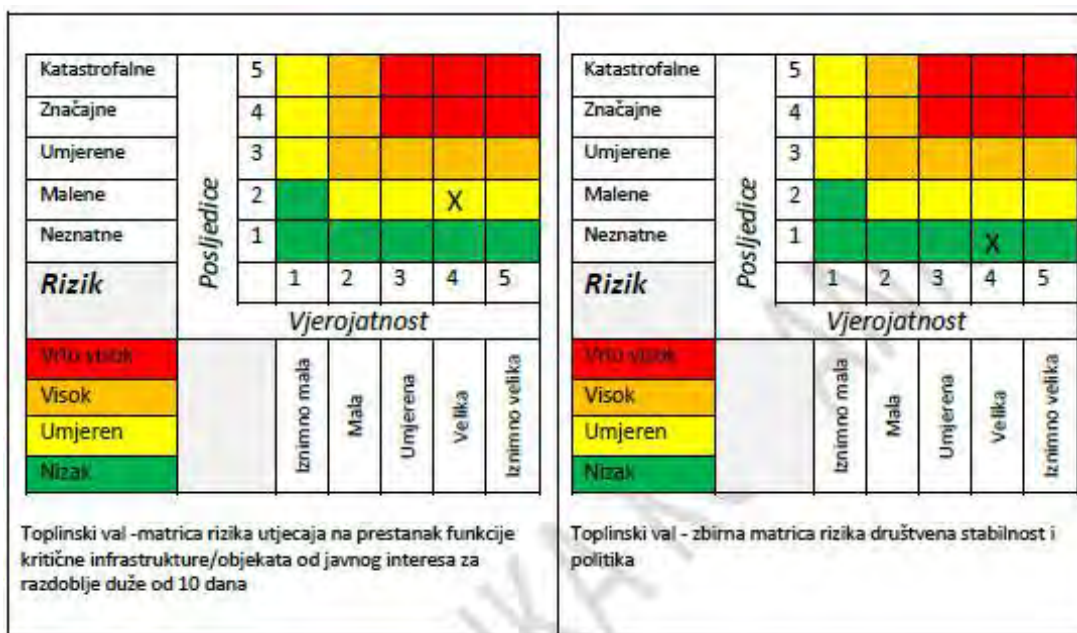 Katastrofalne 5
Značajne 4
Umjerene 3
Malene 2 X
Neznatne 1
Posljedice
Rizik 1 2 3 4 5
Vjerojatnost
Vrlo visok
Visok
Umjeren
Nizak
Iznimno mala
Mala
Umjerena
Velika
Iznimno velika
Toplinski val -matrica rizika utjecaja na prestanak funkcije
kritične infrastrukture/objekata od javnog interesa za
razdoblje duže od 10 dana
Katastrofalne 5
Značajne 4
Umjerene 3
Malene 2
Neznatne 1 X
Posljedice
Rizik 1 2 3 4 5
Vjerojatnost
Vrlo visok
Visok
Umjeren
Nizak
Iznimno mala
Mala
Umjerena
Velika
Iznimno velika
Toplinski val - zbirna matrica rizika društvena stabilnost i
politika